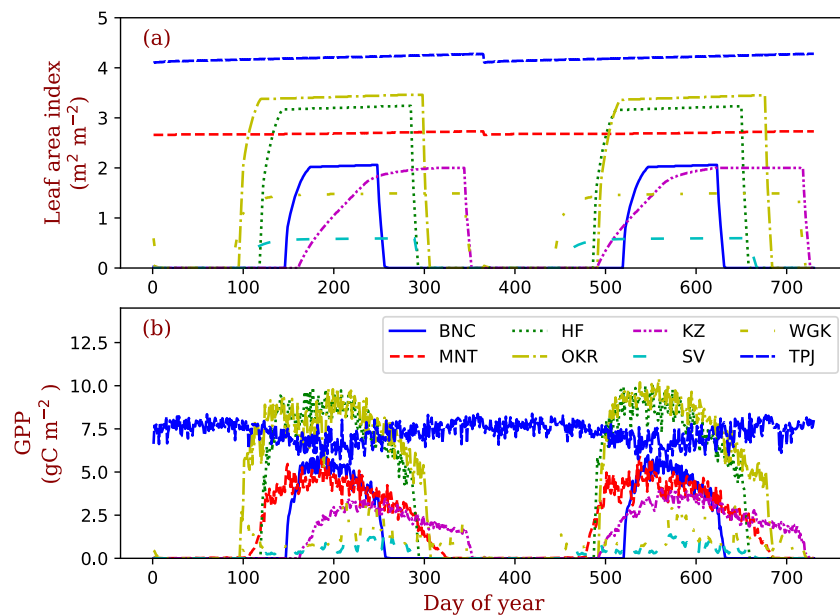 (a)
Leaf area index
(m² m⁻²)
5
4
3
2
1
0
0 100 200 300 400 500 600 700
(b)
BNC HF KZ WGK
MNT OKR SV TPJ
GPP
(gC m⁻² )
12.5
10.0
7.5
5.0
2.5
0.0
0 100 200 300 400 500 600 700
Day of year